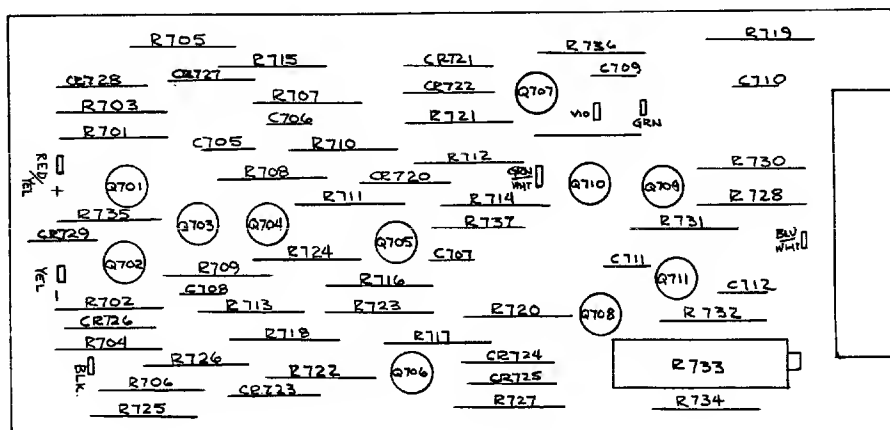 R705
R719
R736
R715
CR721
C709
CR727
CR728
CR722
C710
Q707
R707
R703
VIO
GRN
C706
R721
R701
C705
R710
RED/YEL
+
R712
R730
R708
CR720
GRN/WHT
Q701
Q710
Q709
R711
R714
R728
R735
Q703
Q704
R737
R731
CR729
Q705
BLU/WHT
R724
C707
Q702
R709
C711
YEL
-
R716
Q711
C708
C712
R702
R713
R723
R720
Q708
R732
CR726
R718
R717
R704
R726
CR724
BLK.
R722
Q706
R733
CR725
R706
CR723
R725
R727
R734